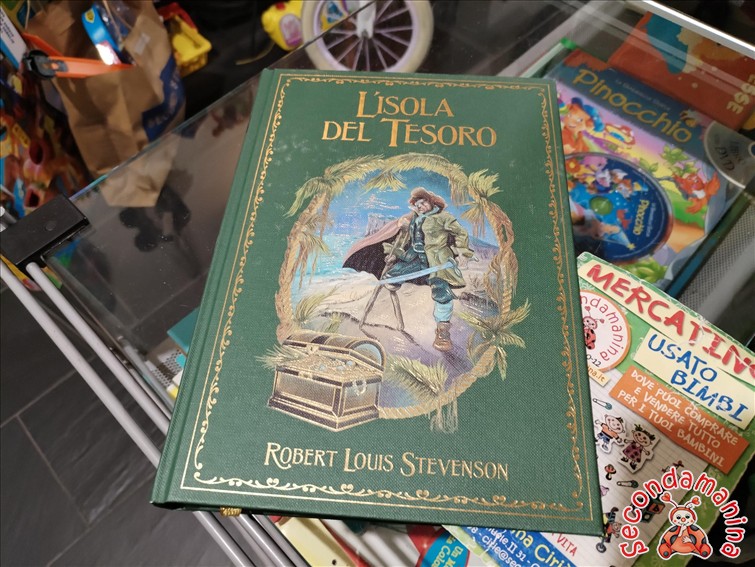 L'ISOLA
DEL TESORO
ROBERT LOUIS STEVENSON
Pinocchio
Pinocchio
MERCATINO
USATO
BIMBI
DOVE PUOI COMPRARE
E VENDERE TUTTO
PER I TUOI BAMBINI
secondamanina